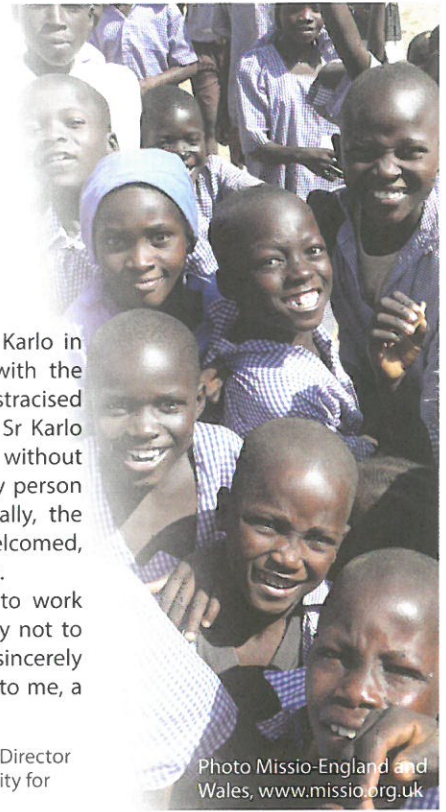 Karlo in
with the
stracised
Sr Karlo
without
y person
ally, the
elcomed,
.
to work
y not to
sincerely
to me, a
Director
ity for
Photo Missio-England and
Wales, www.missio.org.uk